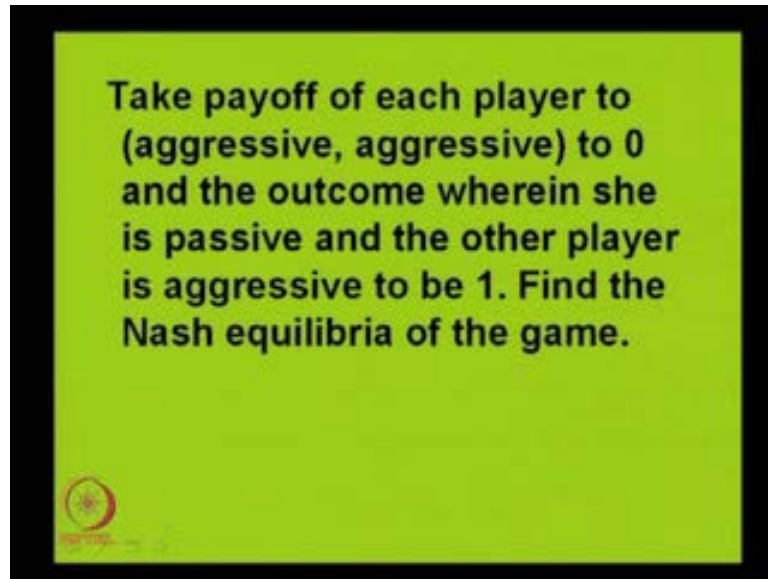 Take payoff of each player to
(aggressive, aggressive) to 0
and the outcome wherein she
is passive and the other player
is aggressive to be 1. Find the
Nash equilibria of the game.